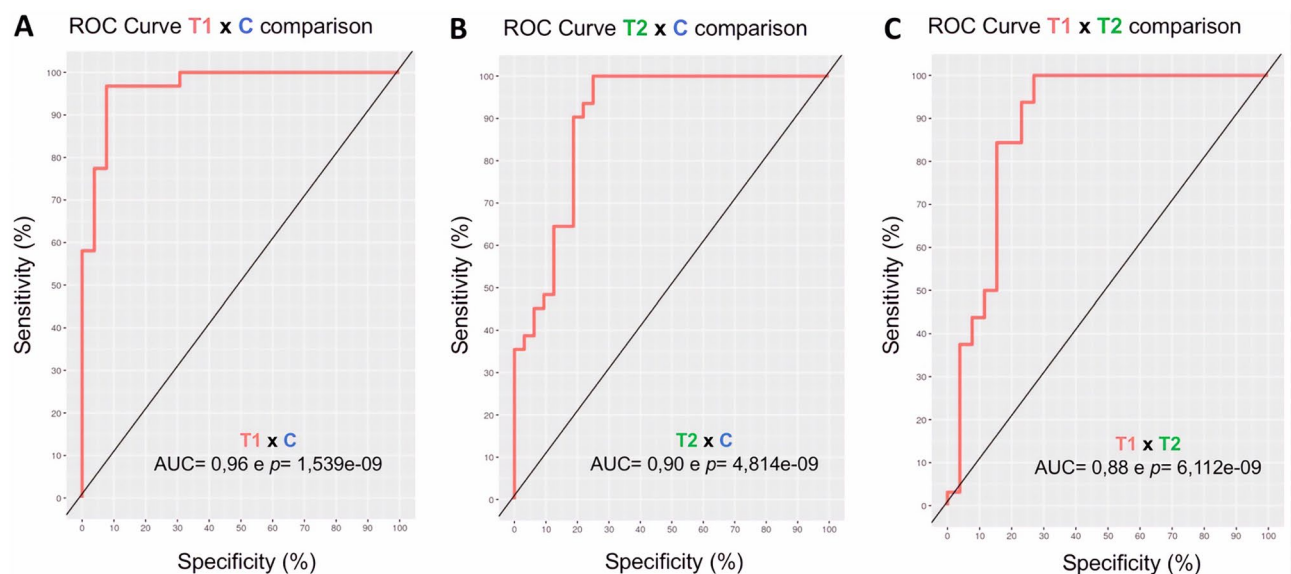 A
ROC Curve T1 x C comparison
100
90
80
70
60
50
40
30
20
10
0
Sensitivity (%)
T1 x C
AUC= 0,96 e p= 1,539e-09
0 10 20 30 40 50 60 70 80 90 100
Specificity (%)
B
ROC Curve T2 x C comparison
100
90
80
70
60
50
40
30
20
10
0
Sensitivity (%)
T2 x C
AUC= 0,90 e p= 4,814e-09
0 10 20 30 40 50 60 70 80 90 100
Specificity (%)
C
ROC Curve T1 x T2 comparison
100
90
80
70
60
50
40
30
20
10
0
Sensitivity (%)
T1 x T2
AUC= 0,88 e p= 6,112e-09
0 10 20 30 40 50 60 70 80 90 100
Specificity (%)